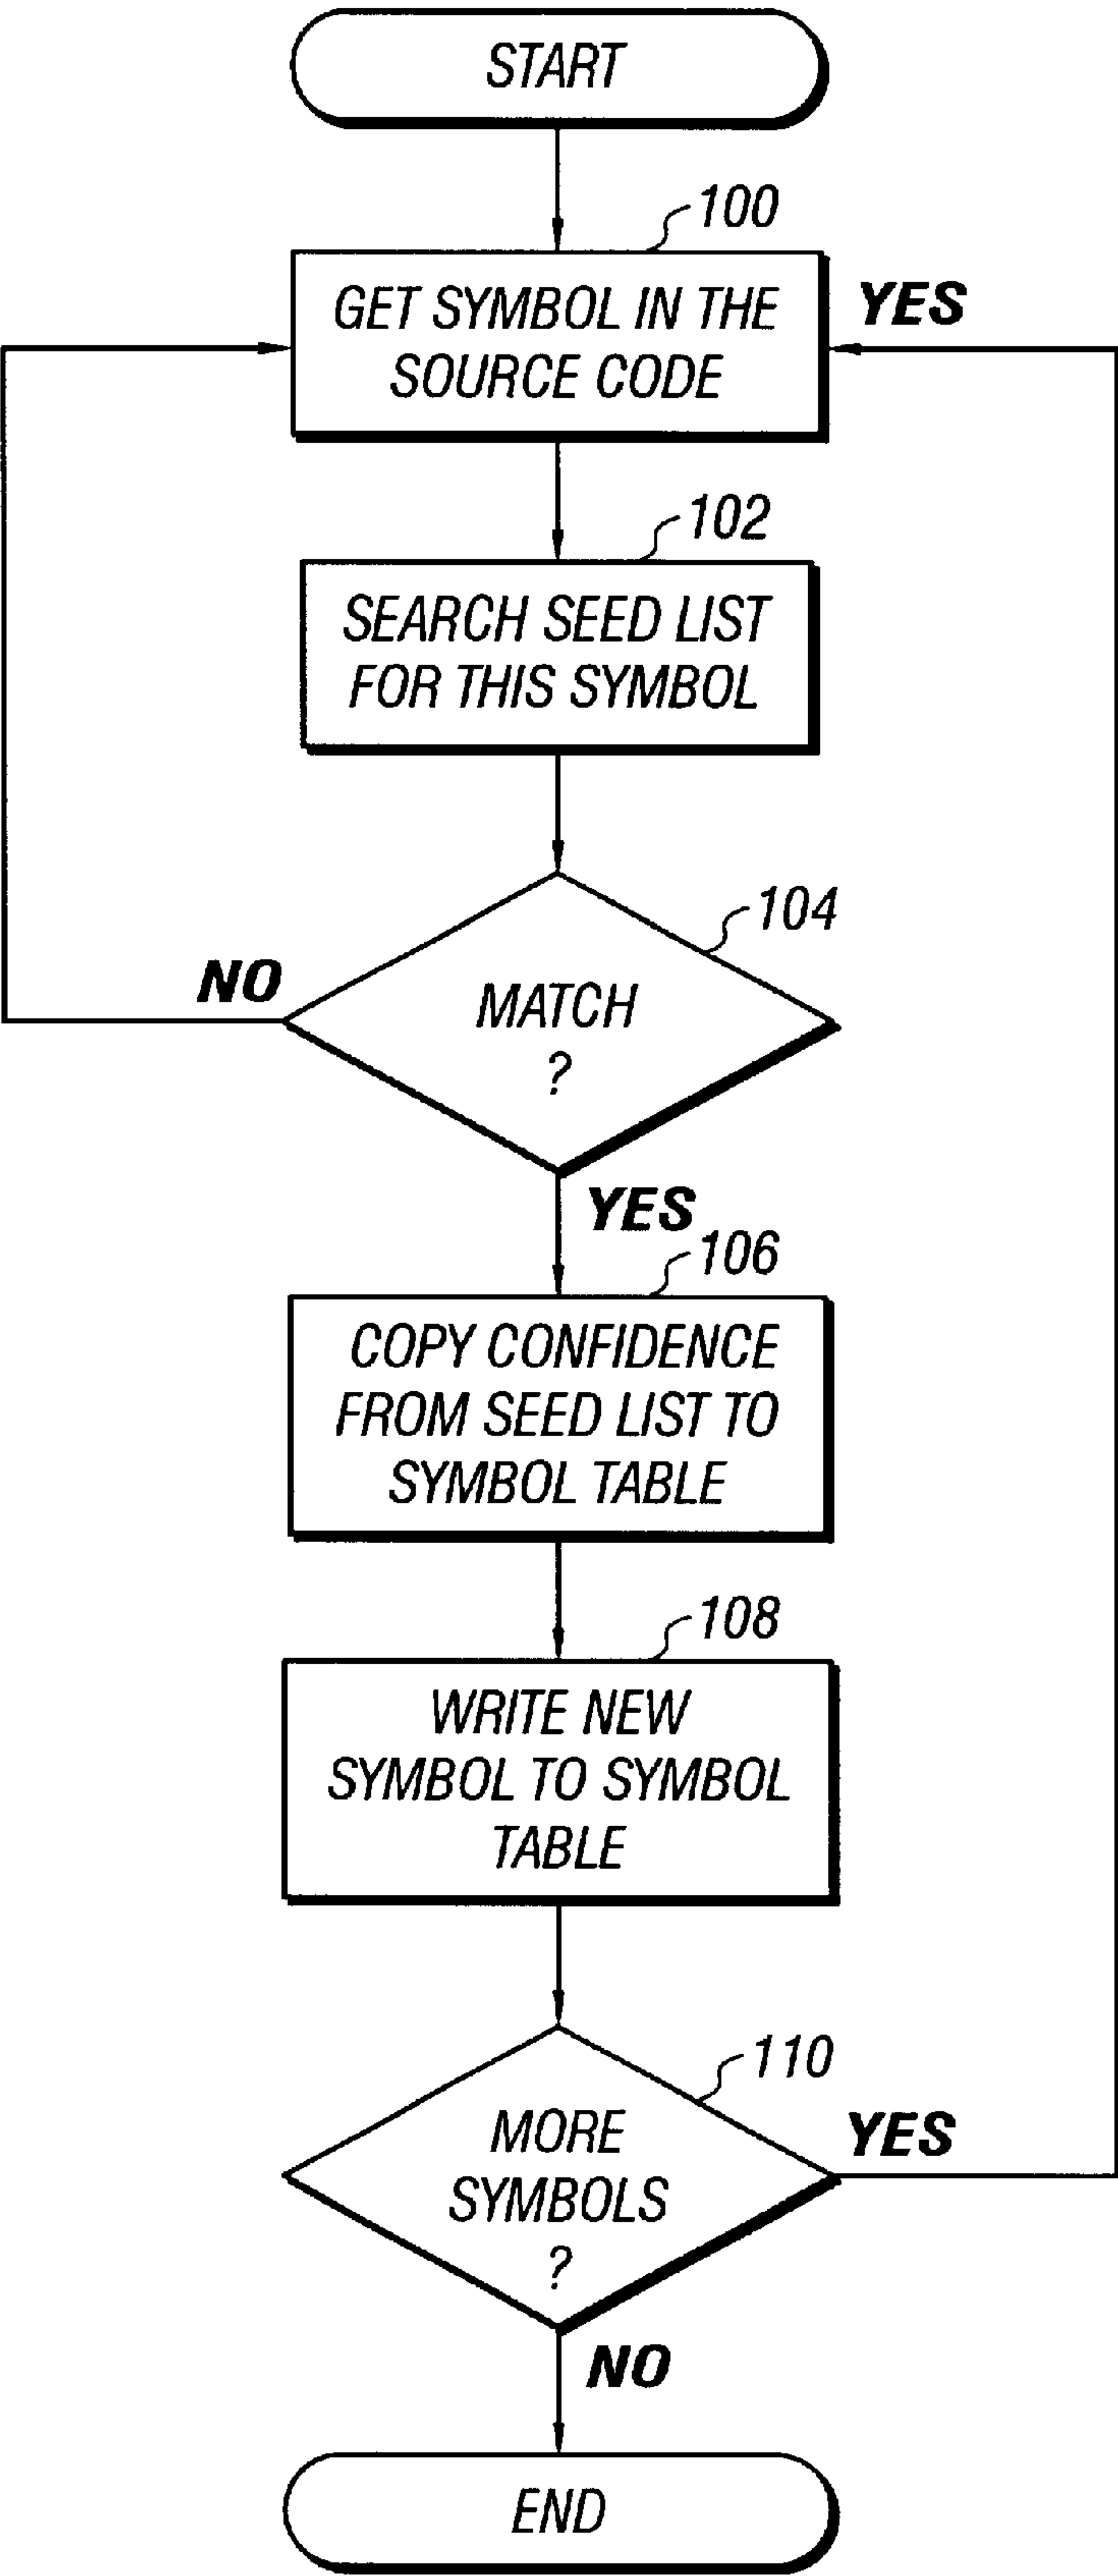 START
100
GET SYMBOL IN THE
SOURCE CODE
YES
102
SEARCH SEED LIST
FOR THIS SYMBOL
104
NO
MATCH
?
YES
106
COPY CONFIDENCE
FROM SEED LIST TO
SYMBOL TABLE
108
WRITE NEW
SYMBOL TO SYMBOL
TABLE
110
MORE
SYMBOLS
?
YES
NO
END